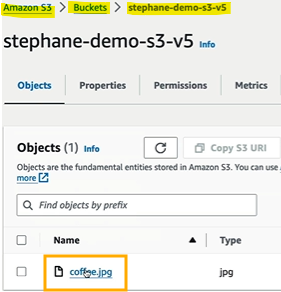 Amazon S3 > Buckets > stephane-demo-s3-v5
stephane-demo-s3-v5 Info
Objects Properties Permissions Metrics
Objects (1) Info
Copy S3 URI
Objects are the fundamental entities stored in Amazon S3. You can use
more
Find objects by prefix
Name Type
coffee.jpg jpg